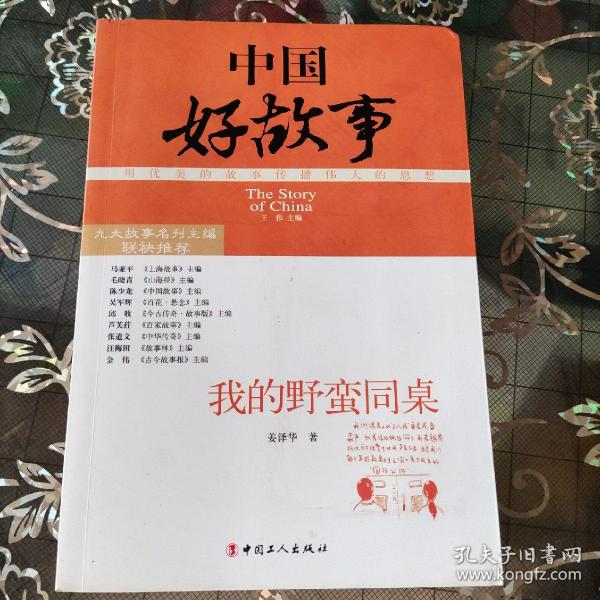 中国
好故事
用优美的故事传播伟大的思想
The Story
of China
王 伟 主编
九大故事名刊主编
联袂推荐
马亚平 《上海故事》主编
毛晓青 《山海经》主编
陈少龙 《中国故事》主编
吴军辉 《百花·悬念》主编
邱 牧 《今古传奇·故事版》主编
芦芙荭 《百家故事》主编
张道文 《中华传奇》主编
汪梅田 《故事林》主编
金 伟 《古今故事报》主编
我的野蛮同桌
姜泽华 著
中国工人出版社
孔夫子旧书网
www.kongfz.com